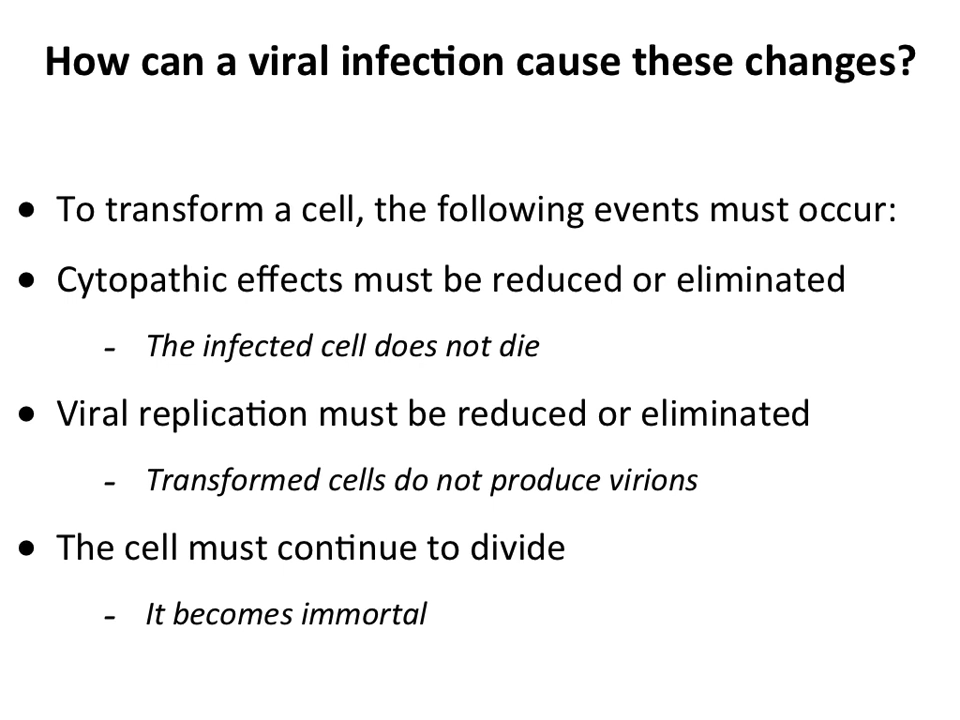 How can a viral infection cause these changes?
• To transform a cell, the following events must occur:
• Cytopathic effects must be reduced or eliminated
- The infected cell does not die
• Viral replication must be reduced or eliminated
- Transformed cells do not produce virions
• The cell must continue to divide
- It becomes immortal